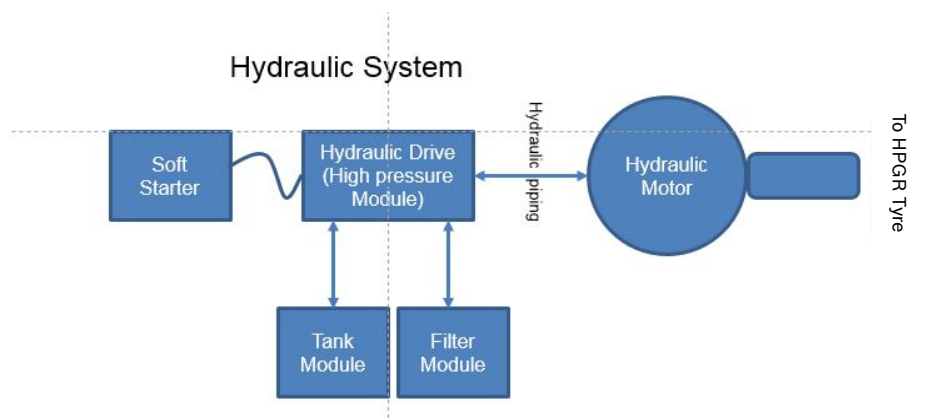 Hydraulic System
Soft
Starter
Hydraulic Drive
(High pressure
Module)
Hydraulic piping
Hydraulic
Motor
To HPGR Tyre
Tank
Module
Filter
Module